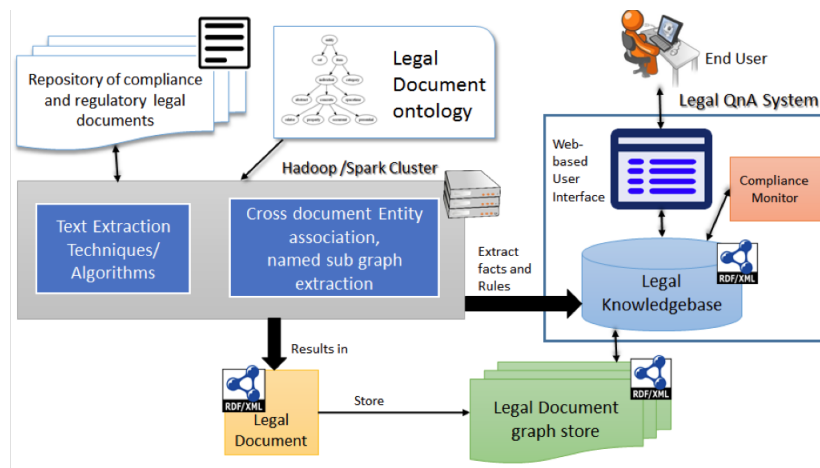 Repository of compliance
and regulatory legal
documents
Legal
Document
ontology
End User
Legal QnA System
Hadoop /Spark Cluster
Web-
based
User
Interface
Compliance
Monitor
Text Extraction
Techniques/
Algorithms
Cross document Entity
association,
named sub graph
extraction
Extract
facts and
Rules
RDF/XML
Legal
Knowledgebase
Results in
RDF/XML
Legal
Document
Store
RDF/XML
Legal Document
graph store